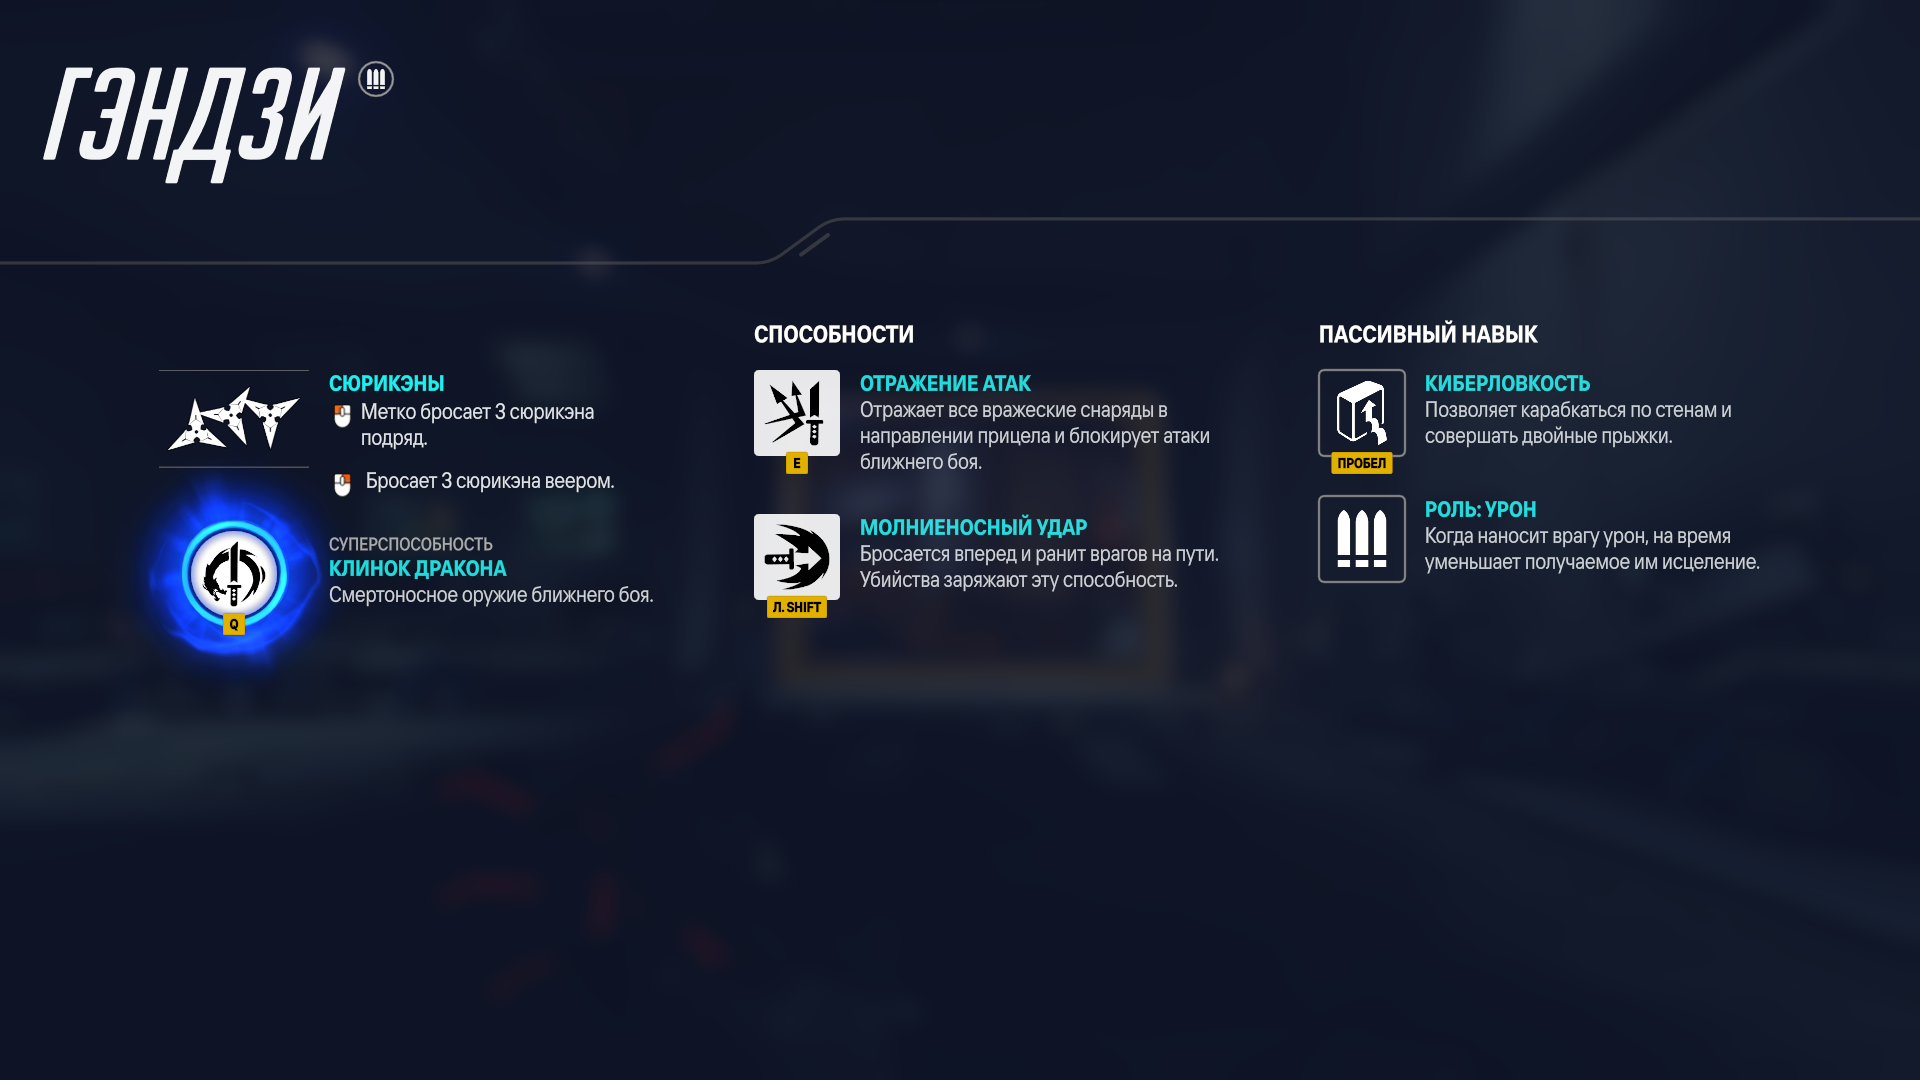 ГЭНДЗИ
СЮРИКЭНЫ
Метко бросает 3 сюрикэна
подряд.
Бросает 3 сюрикэна веером.
СУПЕРСПОСОБНОСТЬ
КЛИНОК ДРАКОНА
Смертоносное оружие ближнего боя.
Q
СПОСОБНОСТИ
ОТРАЖЕНИЕ АТАК
Отражает все вражеские снаряды в
направлении прицела и блокирует атаки
ближнего боя.
E
МОЛНИЕНОСНЫЙ УДАР
Бросается вперед и ранит врагов на пути.
Убийства заряжают эту способность.
Л. SHIFT
ПАССИВНЫЙ НАВЫК
КИБЕРЛОВКОСТЬ
Позволяет карабкаться по стенам и
совершать двойные прыжки.
ПРОБЕЛ
РОЛЬ: УРОН
Когда наносит врагу урон, на время
уменьшает получаемое им исцеление.